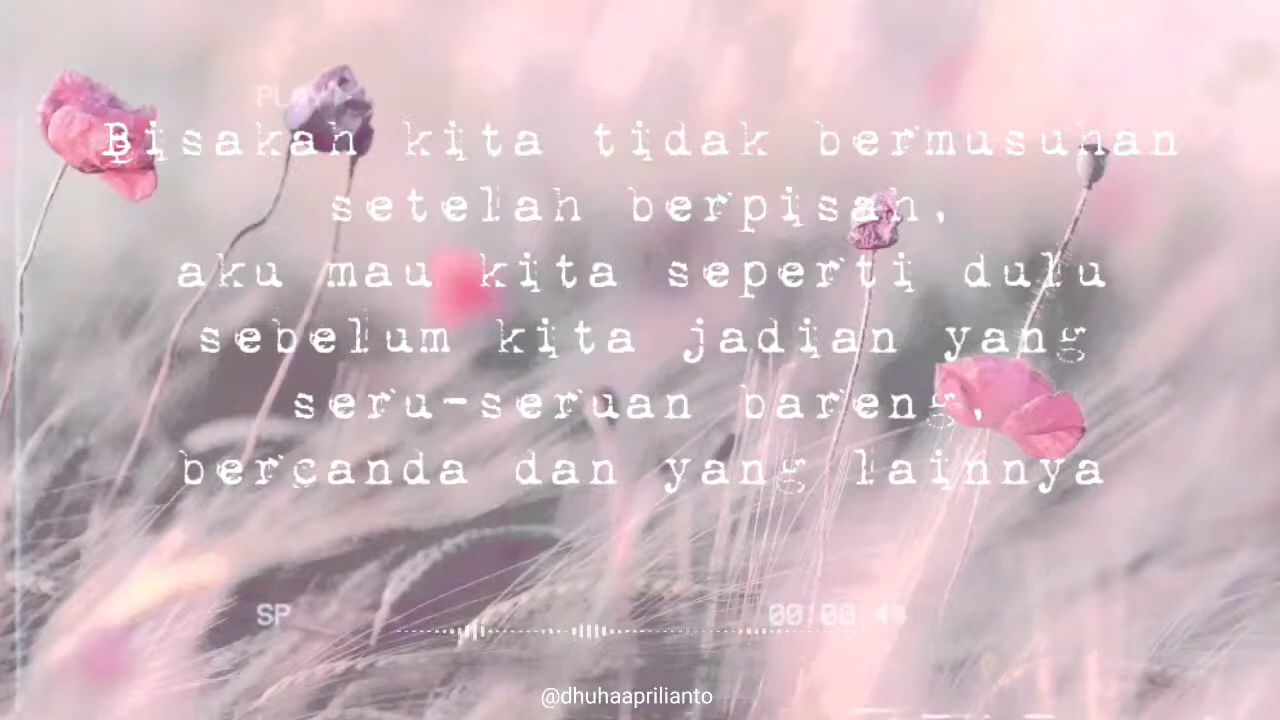 PLAY
Bisakah kita tidak bermusuhan
setelah berpisah,
aku mau kita seperti dulu
sebelum kita jadian yang
seru-seruan bareng,
bercanda dan yang lainnya
SP
@dhuhaaprilianto